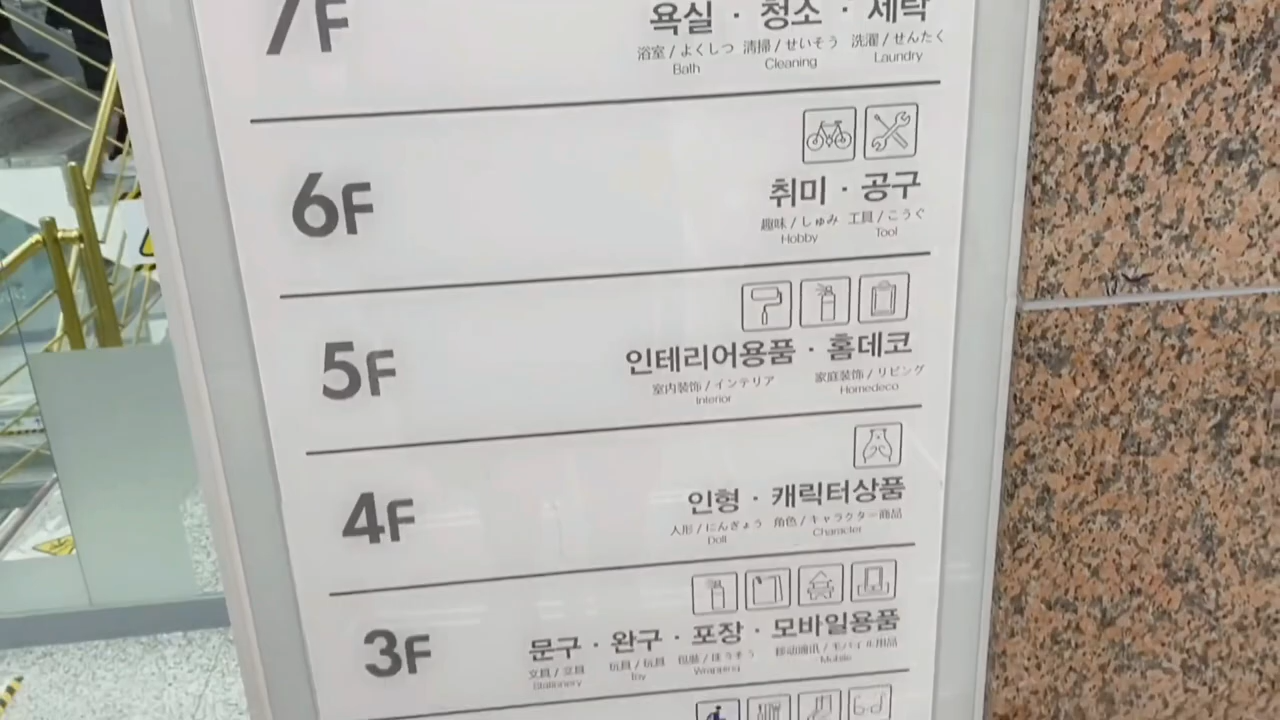 7F
욕실 · 청소 · 세탁
浴室 / よくしつ 清掃 / せいそう 洗濯 / せんたく
Bath Cleaning Laundry
6F
취미 · 공구
趣味 / しゅみ 工具 / こうぐ
Hobby Tool
5F
인테리어용품 · 홈데코
室内装饰 / インテリア 家庭装饰 / リビング
Interior Homedeco
4F
인형 · 캐릭터상품
人形 / にんぎょう 角色 / キャラクター商品
Doll Character
3F
문구 · 완구 · 포장 · 모바일용품
文具 / 文具 玩具 / 玩具 包装 / ほうそう 移动通讯 / モバイル用品
Stationery Toy Wrapping Mobile